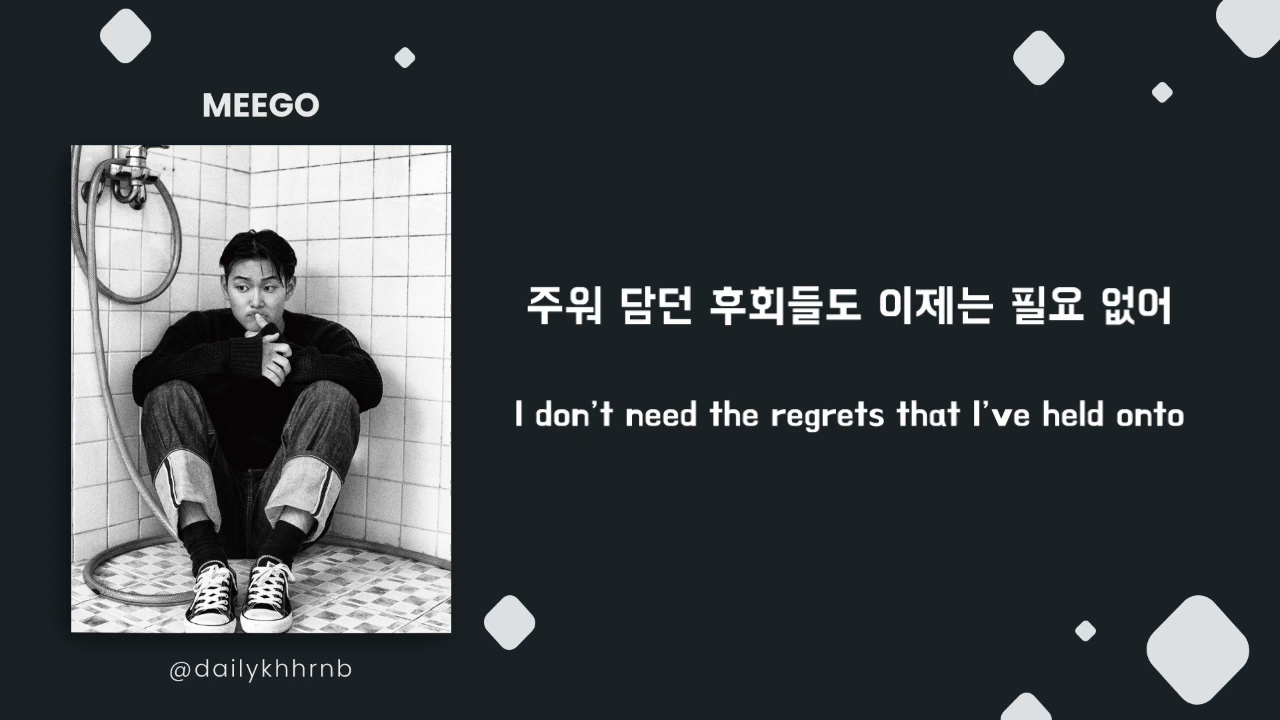 MEEGO
주워 담던 후회들도 이제는 필요 없어
I don't need the regrets that I've held onto
@dailykhhrnb